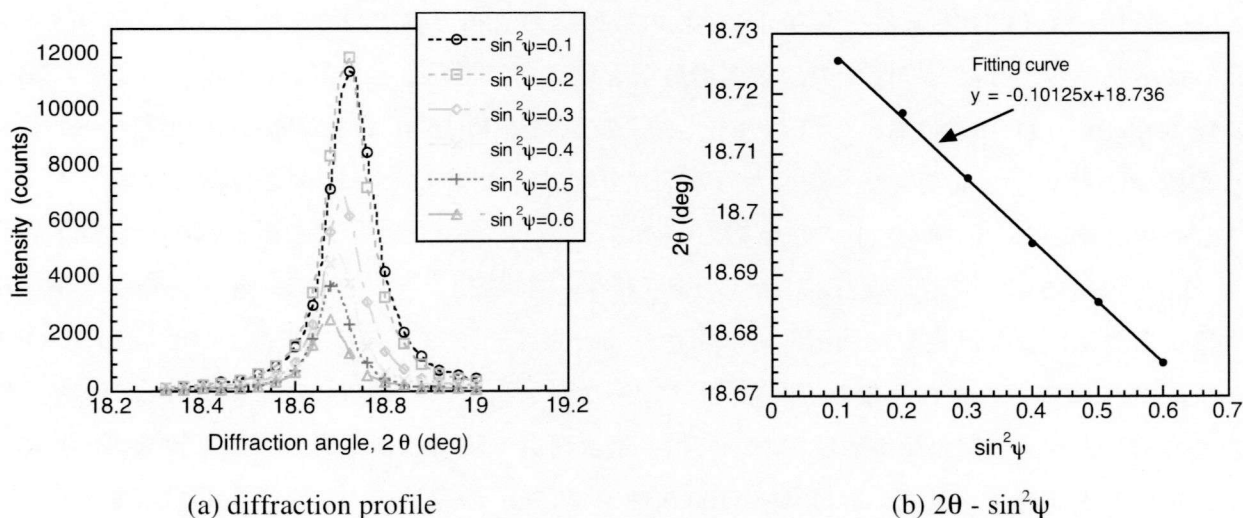 12000
10000
8000
6000
4000
2000
0
Intensity (counts)
18.2
18.4
18.6
18.8
19
19.2
Diffraction angle, 2 θ (deg)
sin²ψ=0.1
sin²ψ=0.2
sin²ψ=0.3
sin²ψ=0.4
sin²ψ=0.5
sin²ψ=0.6
(a) diffraction profile
18.73
18.72
18.71
18.7
18.69
18.68
18.67
2θ (deg)
Fitting curve
y = -0.10125x+18.736
0
0.1
0.2
0.3
0.4
0.5
0.6
0.7
sin²ψ
(b) 2θ - sin²ψ